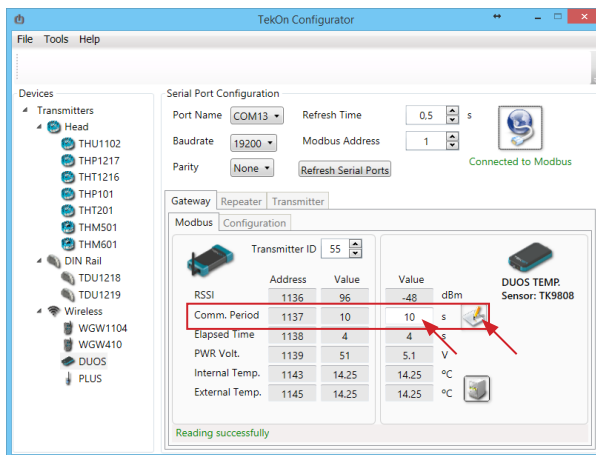 TekOn Configurator
File Tools Help
Devices
Transmitters
Head
THU1102
THP1217
THT1216
THP101
THT201
THM501
THM601
DIN Rail
TDU1218
TDU1219
Wireless
WGW1104
WGW410
DUOS
PLUS
Serial Port Configuration
Port Name COM13 Refresh Time 0,5 s
Baudrate 19200 Modbus Address 1
Connected to Modbus
Parity None Refresh Serial Ports
Gateway Repeater Transmitter
Modbus Configuration
Transmitter ID 55
Address Value Value
DUOS TEMP.
Sensor: TK9808
RSSI 1136 96 -48 dBm
Comm. Period 1137 10 10 s
Elapsed Time 1138 4 4 s
PWR Volt. 1139 51 5.1 V
Internal Temp. 1143 14.25 14.25 ºC
External Temp. 1145 14.25 14.25 ºC
Reading successfully